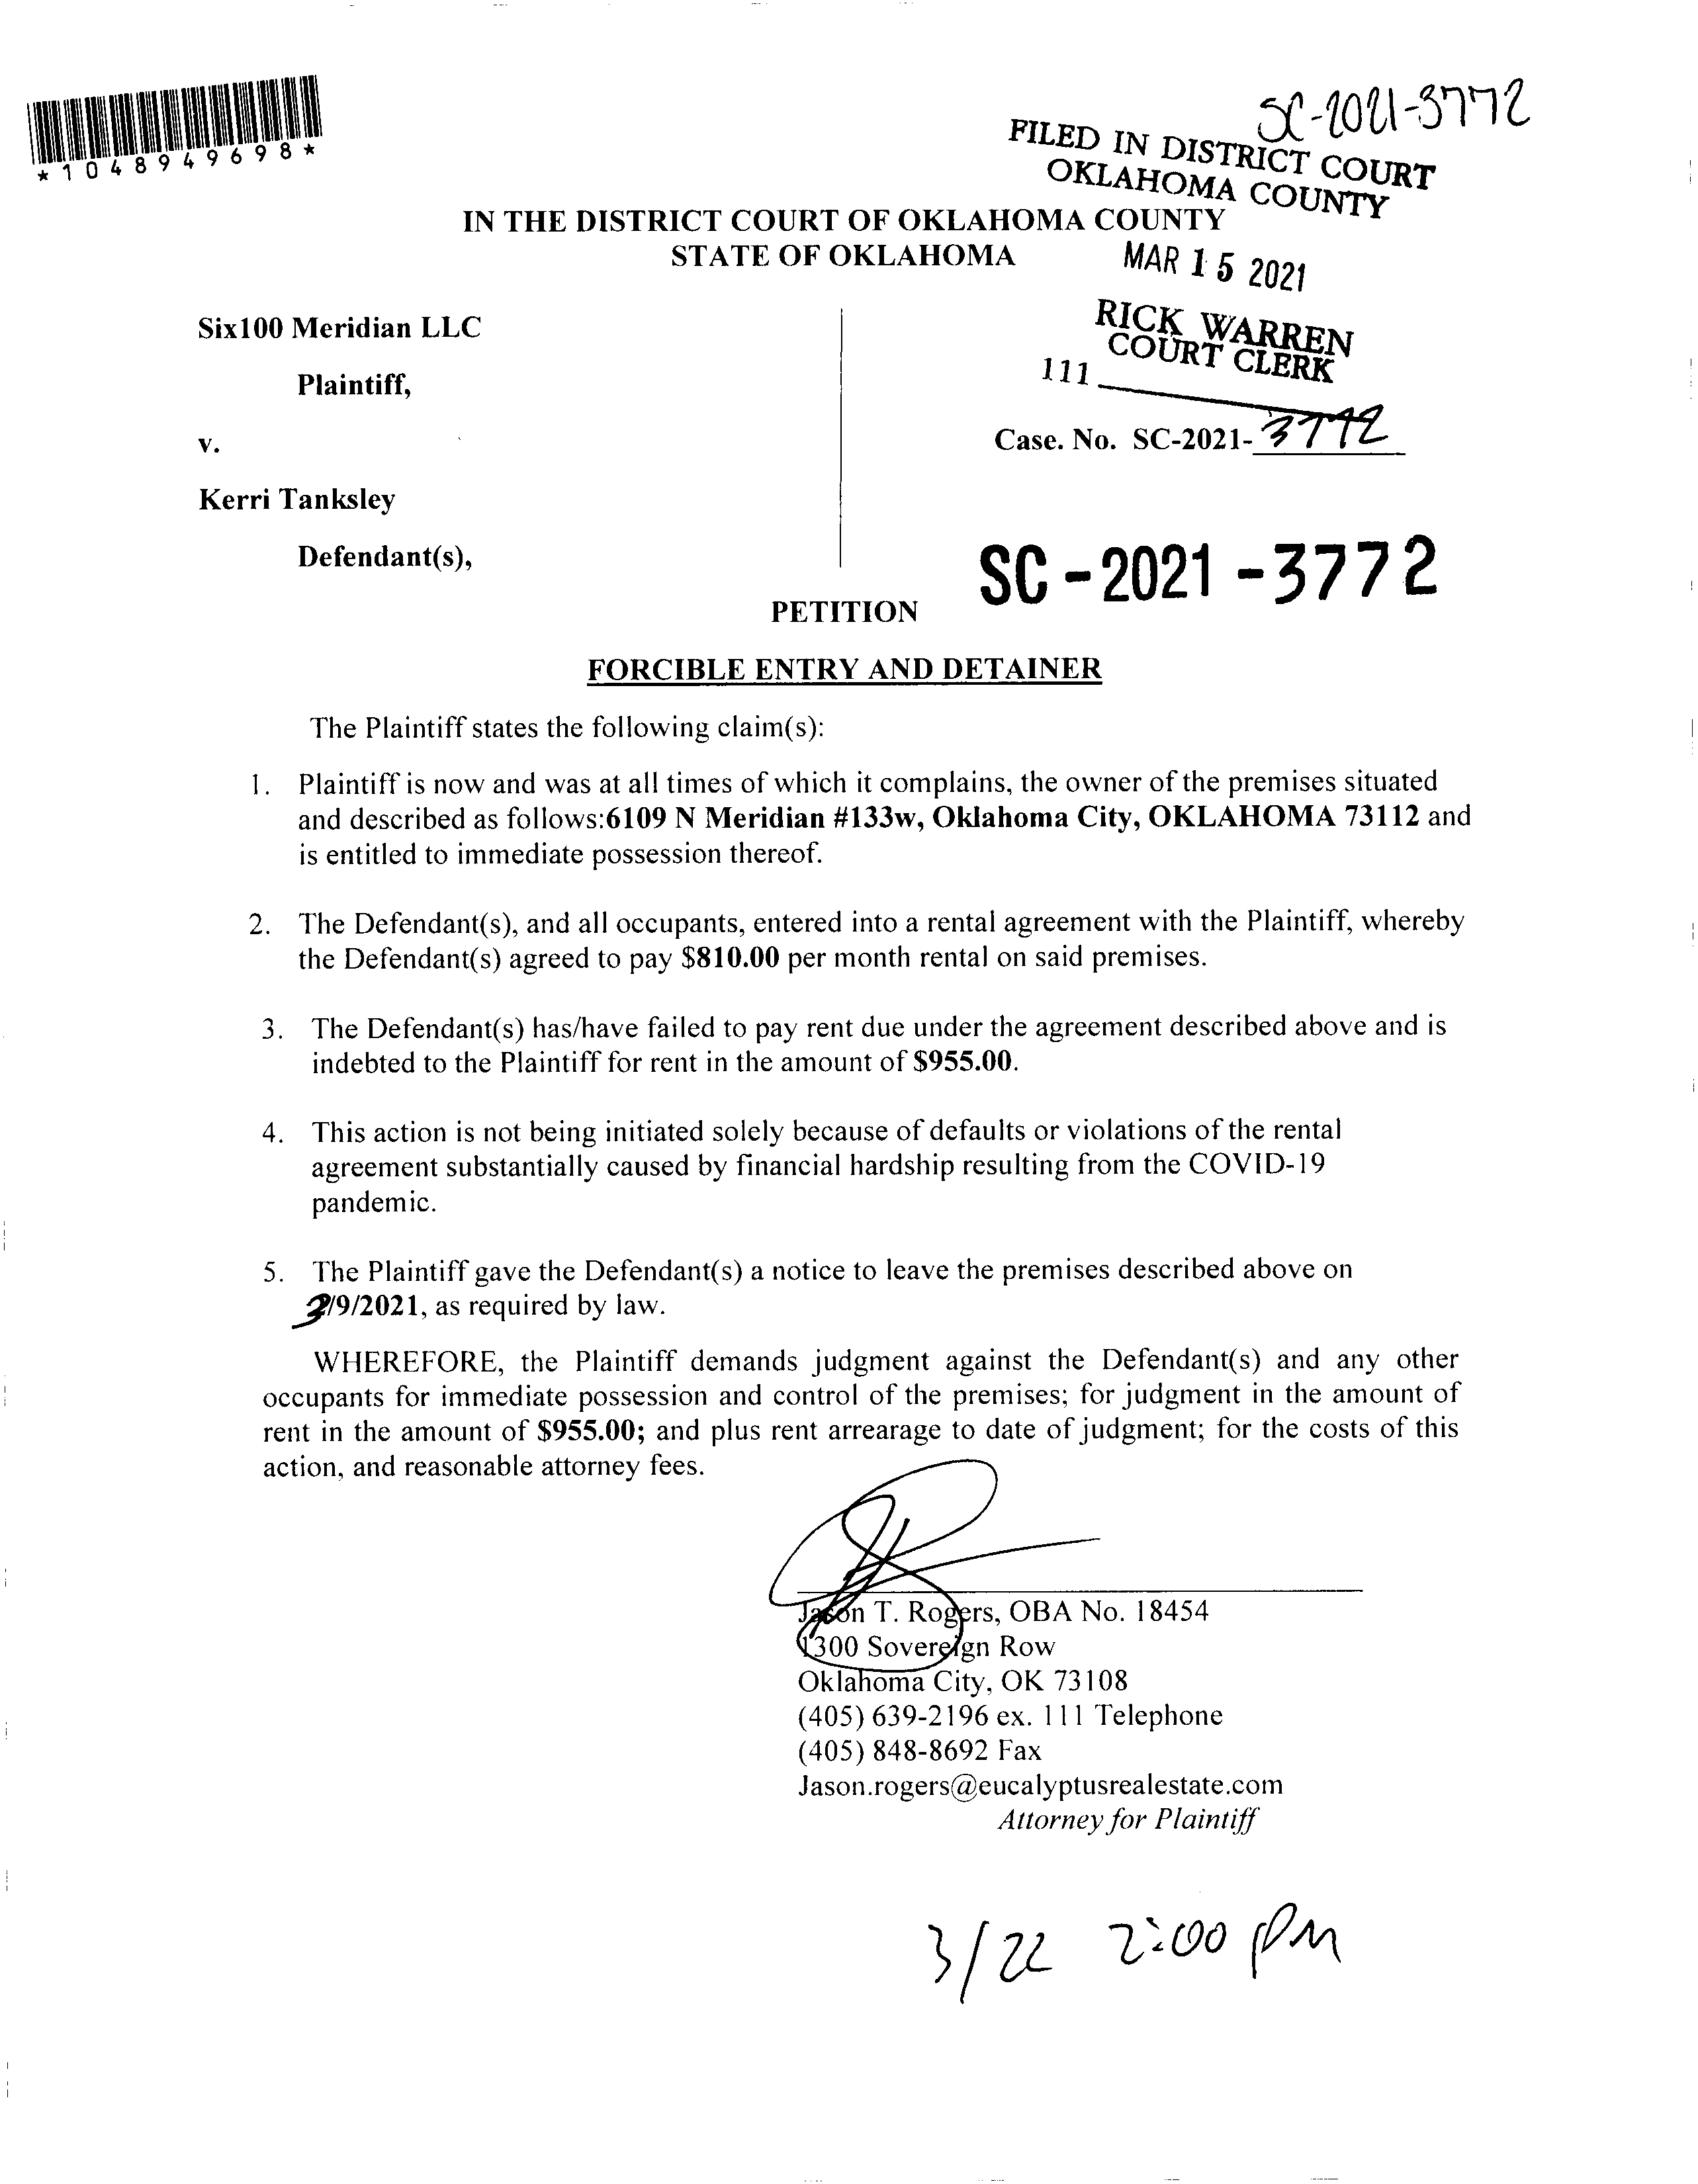 *1048949698*
SC-2021-3772
FILED IN DISTRICT COURT
OKLAHOMA COUNTY
IN THE DISTRICT COURT OF OKLAHOMA COUNTY
STATE OF OKLAHOMA
MAR 15 2021
RICK WARREN
COURT CLERK
111
Six100 Meridian LLC
Plaintiff,
v.
Case. No. SC-2021-3772
Kerri Tanksley
Defendant(s),
SC-2021-3772
PETITION
FORCIBLE ENTRY AND DETAINER
The Plaintiff states the following claim(s):
1. Plaintiff is now and was at all times of which it complains, the owner of the premises situated
and described as follows:6109 N Meridian #133w, Oklahoma City, OKLAHOMA 73112 and
is entitled to immediate possession thereof.
2. The Defendant(s), and all occupants, entered into a rental agreement with the Plaintiff, whereby
the Defendant(s) agreed to pay $810.00 per month rental on said premises.
3. The Defendant(s) has/have failed to pay rent due under the agreement described above and is
indebted to the Plaintiff for rent in the amount of $955.00.
4. This action is not being initiated solely because of defaults or violations of the rental
agreement substantially caused by financial hardship resulting from the COVID-19
pandemic.
5. The Plaintiff gave the Defendant(s) a notice to leave the premises described above on
/9/2021, as required by law.
WHEREFORE, the Plaintiff demands judgment against the Defendant(s) and any other
occupants for immediate possession and control of the premises; for judgment in the amount of
rent in the amount of $955.00; and plus rent arrearage to date of judgment; for the costs of this
action, and reasonable attorney fees.
Jason T. Rogers, OBA No. 18454
1300 Sovereign Row
Oklahoma City, OK 73108
(405) 639-2196 ex. 111 Telephone
(405) 848-8692 Fax
Jason.rogers@eucalyptusrealestate.com
Attorney for Plaintiff
3/22 2:00 PM